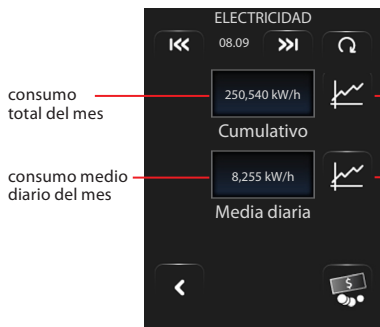 ELECTRICIDAD
08.09
consumo
total del mes
250,540 kW/h
Cumulativo
consumo medio
diario del mes
8,255 kW/h
Media diaria
$